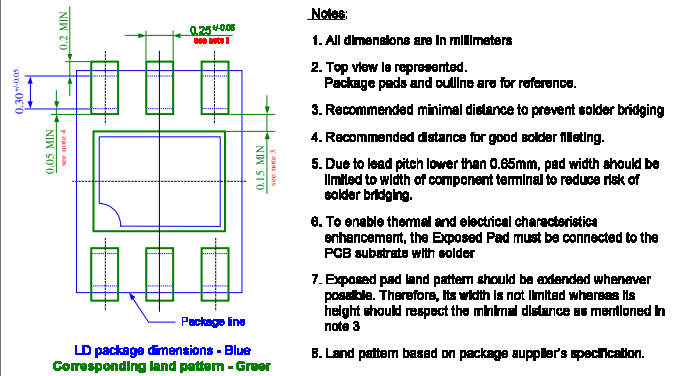 0.2 MIN
0.25 +/-0.05
see note 5
0.30 +/-0.05
0.05 MIN
see note 4
0.15 MIN
see note 3
Package line
LD package dimensions - Blue
Corresponding land pattern - Green
Notes:
1. All dimensions are in millimeters
2. Top view is represented.
Package pads and outline are for reference.
3. Recommended minimal distance to prevent solder bridging
4. Recommended distance for good solder filleting.
5. Due to lead pitch lower than 0.65mm, pad width should be
limited to width of component terminal to reduce risk of
solder bridging.
6. To enable thermal and electrical characteristics
enhancement, the Exposed Pad must be connected to the
PCB substrate with solder
7. Exposed pad land pattern should be extended whenever
possible. Therefore, its width is not limited whereas its
height should respect the minimal distance as mentioned in
note 3
8. Land pattern based on package supplier's specification.